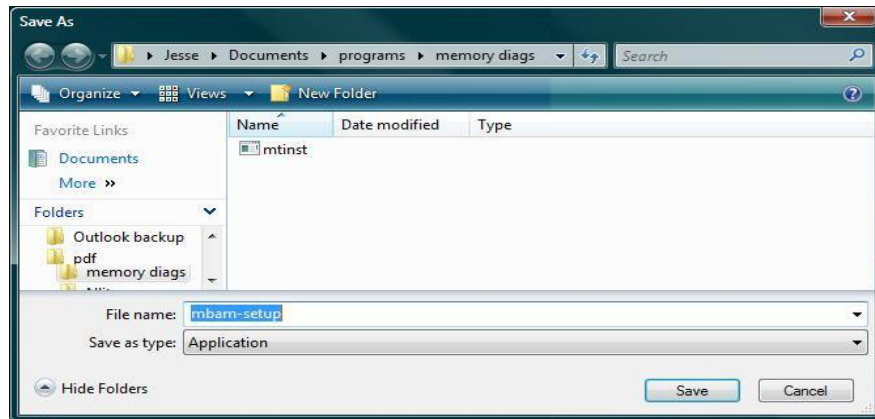 Save As
Jesse Documents programs memory diags Search
Organize Views New Folder
Favorite Links
Documents
More »
Folders
Outlook backup
pdf
memory diags
Name Date modified Type
mtinst
File name: mbam-setup
Save as type: Application
Hide Folders Save Cancel